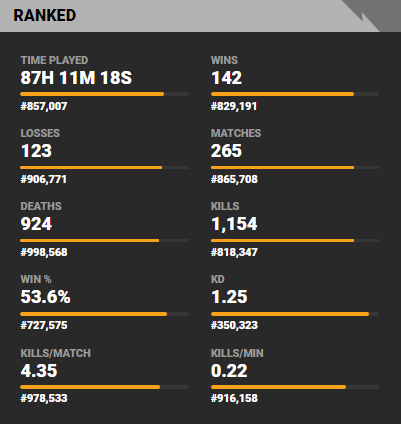 RANKED
TIME PLAYED
87H 11M 18S
#857,007
WINS
142
#829,191
LOSSES
123
#906,771
MATCHES
265
#865,708
DEATHS
924
#998,568
KILLS
1,154
#818,347
WIN %
53.6%
#727,575
KD
1.25
#350,323
KILLS/MATCH
4.35
#978,533
KILLS/MIN
0.22
#916,158